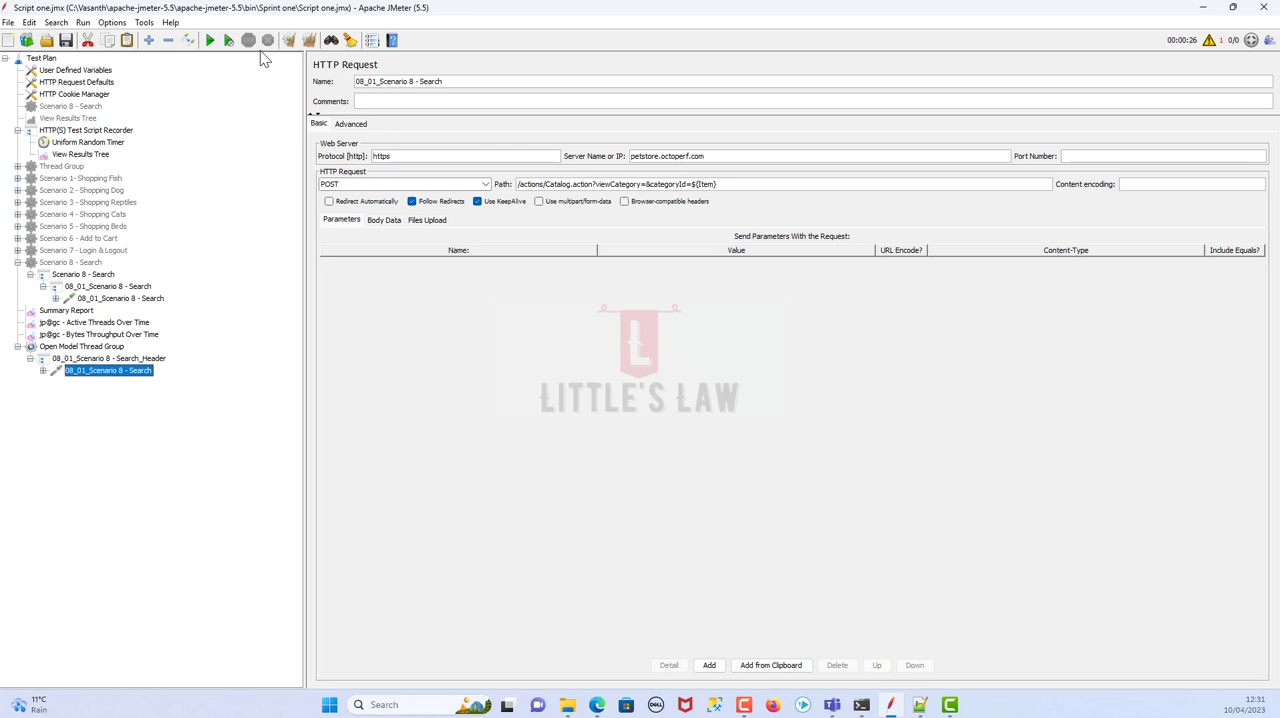 Script one.jmx (C:\Vasanth\apache-jmeter-5.5\apache-jmeter-5.5\bin\Sprint one\Script one.jmx) - Apache JMeter (5.5)
File Edit Search Run Options Tools Help
00:00:26 1 0/0
Test Plan
User Defined Variables
HTTP Request Defaults
HTTP Cookie Manager
Scenario 8 - Search
View Results Tree
HTTP(S) Test Script Recorder
Uniform Random Timer
View Results Tree
Thread Group
Scenario 1- Shopping Fish
Scenario 2 - Shopping Dog
Scenario 3 - Shopping Reptiles
Scenario 4 - Shopping Cats
Scenario 5 - Shopping Birds
Scenario 6 - Add to Cart
Scenario 7 - Login & Logout
Scenario 8 - Search
Scenario 8 - Search
08_01_Scenario 8 - Search
08_01_Scenario 8 - Search
Summary Report
jp@gc - Active Threads Over Time
jp@gc - Bytes Throughput Over Time
Open Model Thread Group
08_01_Scenario 8 - Search_Header
08_01_Scenario 8 - Search
HTTP Request
Name: 08_01_Scenario 8 - Search
Comments:
Basic Advanced
Web Server
Protocol [http]: https Server Name or IP: petstore.octoperf.com Port Number:
HTTP Request
POST Path: /actions/Catalog.action?viewCategory=&categoryId=${Item} Content encoding:
Redirect Automatically Follow Redirects Use KeepAlive Use multipart/form-data Browser-compatible headers
Parameters Body Data Files Upload
Send Parameters With the Request:
Name: Value URL Encode? Content-Type Include Equals?
L
LITTLE'S LAW
Detail Add Add from Clipboard Delete Up Down
11°C
Rain
Search
DELL
12:31
10/04/2023